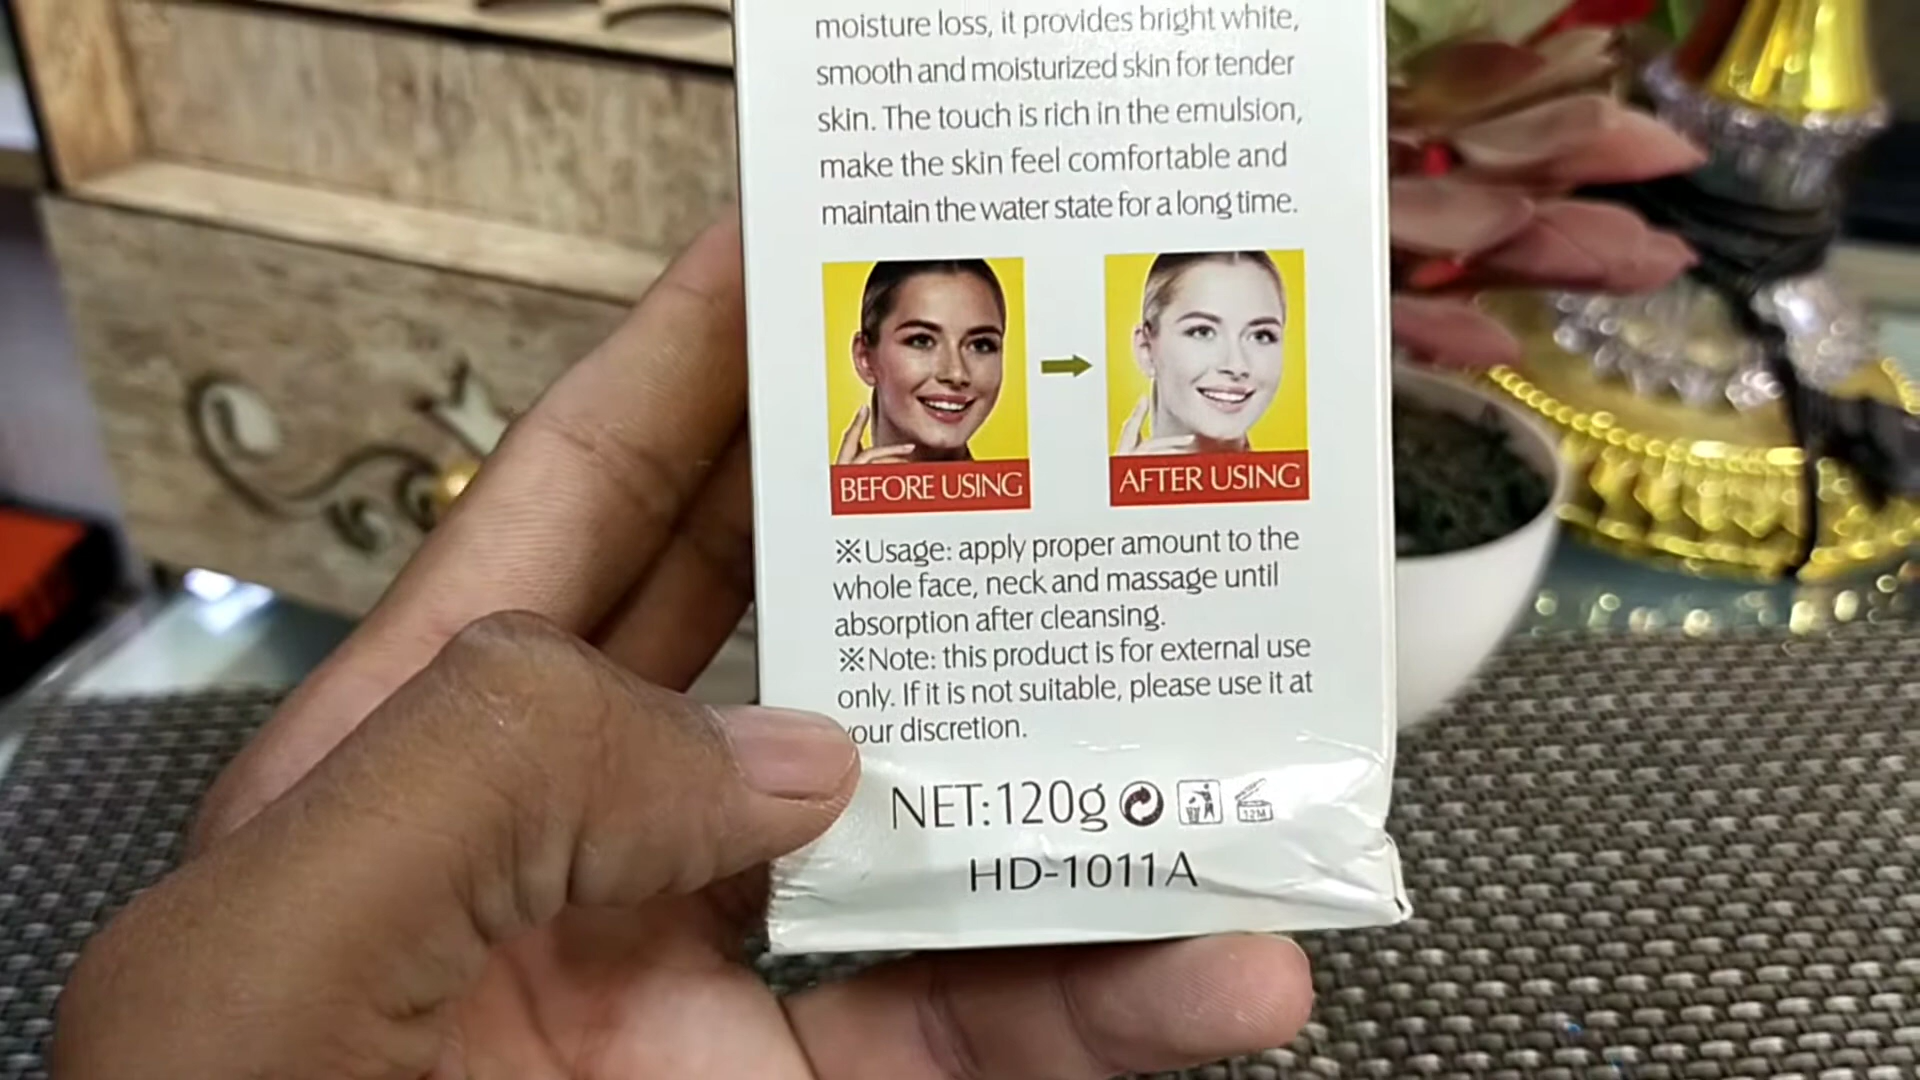 moisture loss, it provides bright white,
smooth and moisturized skin for tender
skin. The touch is rich in the emulsion,
make the skin feel comfortable and
maintain the water state for a long time.
BEFORE USING
AFTER USING
※Usage: apply proper amount to the
whole face, neck and massage until
absorption after cleansing.
※Note: this product is for external use
only. If it is not suitable, please use it at
your discretion.
NET:120g
12M
HD-1011A